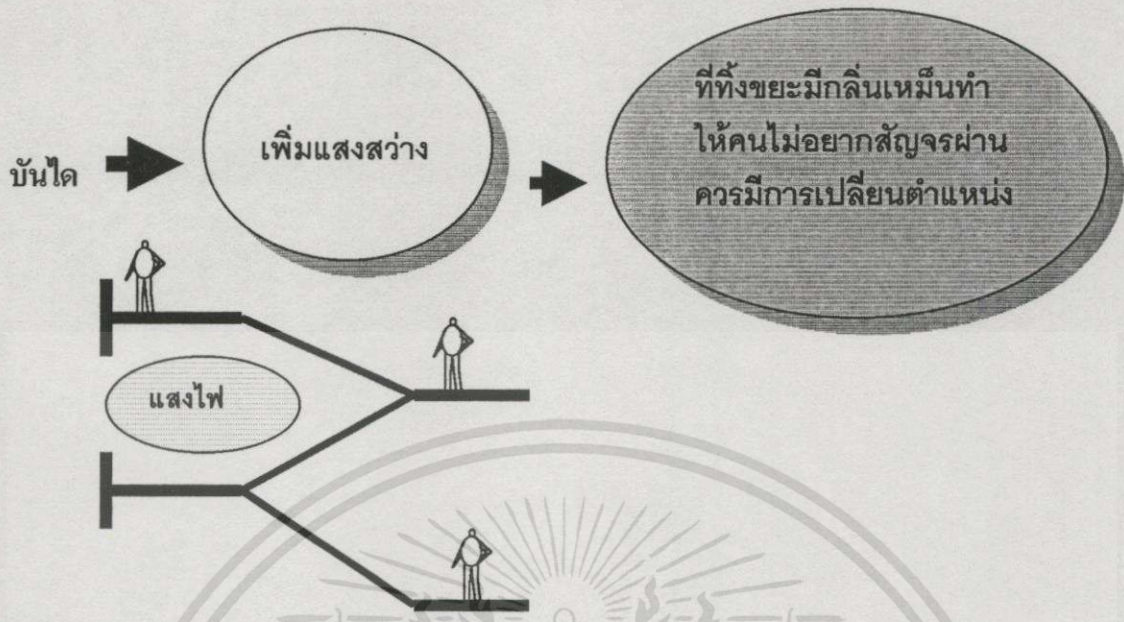 บันได
เพิ่มแสงสว่าง
ที่ทิ้งขยะมีกลิ่นเหม็นทำ
ให้คนไม่อยากสัญจรผ่าน
ควรมีการเปลี่ยนตำแหน่ง
แสงไฟ